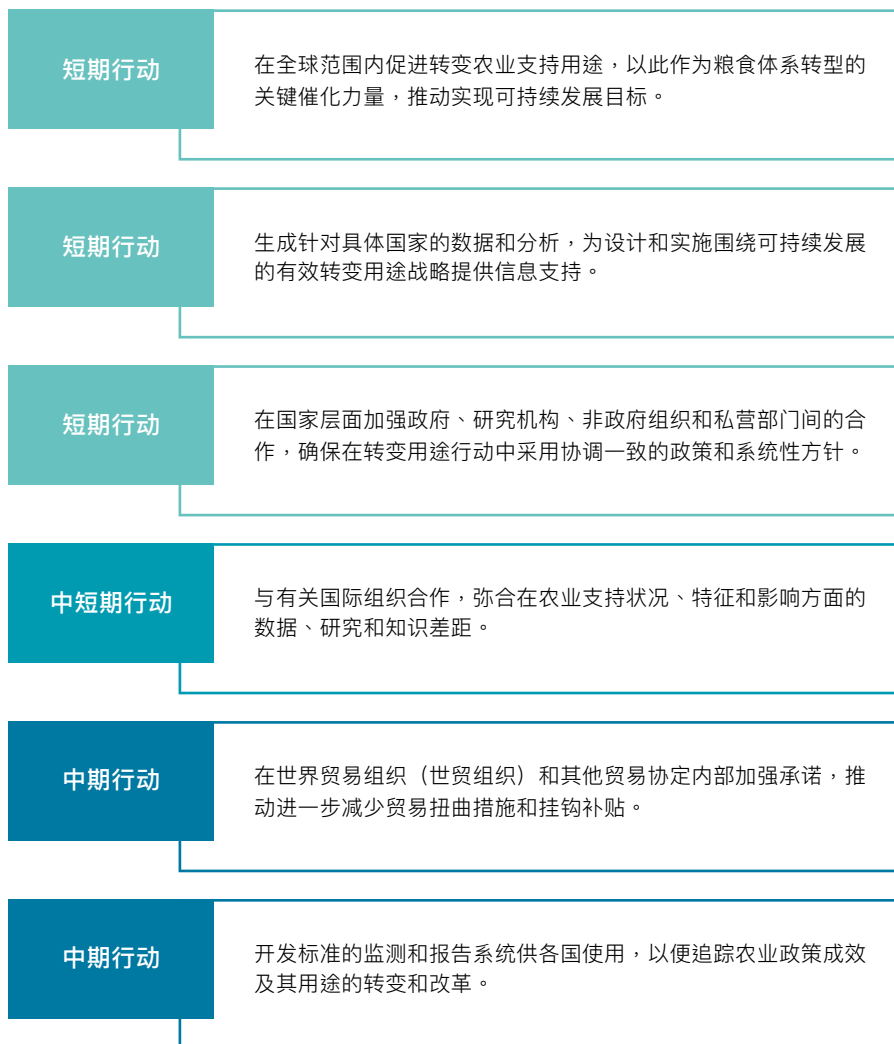 短期行动
在全球范围内促进转变农业支持用途，以此作为粮食体系转型的
关键催化力量，推动实现可持续发展目标。
短期行动
生成针对具体国家的数据和分析，为设计和实施围绕可持续发展
的有效转变用途战略提供信息支持。
短期行动
在国家层面加强政府、研究机构、非政府组织和私营部门间的合
作，确保在转变用途行动中采用协调一致的政策和系统性方针。
中短期行动
与有关国际组织合作，弥合在农业支持状况、特征和影响方面的
数据、研究和知识差距。
中期行动
在世界贸易组织（世贸组织）和其他贸易协定内部加强承诺，推
动进一步减少贸易扭曲措施和挂钩补贴。
中期行动
开发标准的监测和报告系统供各国使用，以便追踪农业政策成效
及其用途的转变和改革。